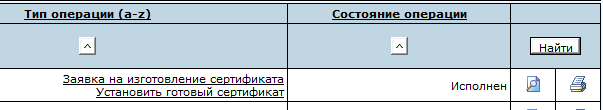 Тип операции (a-z) Состояние операции
Найти
Заявка на изготовление сертификата
Установить готовый сертификат
Исполнен